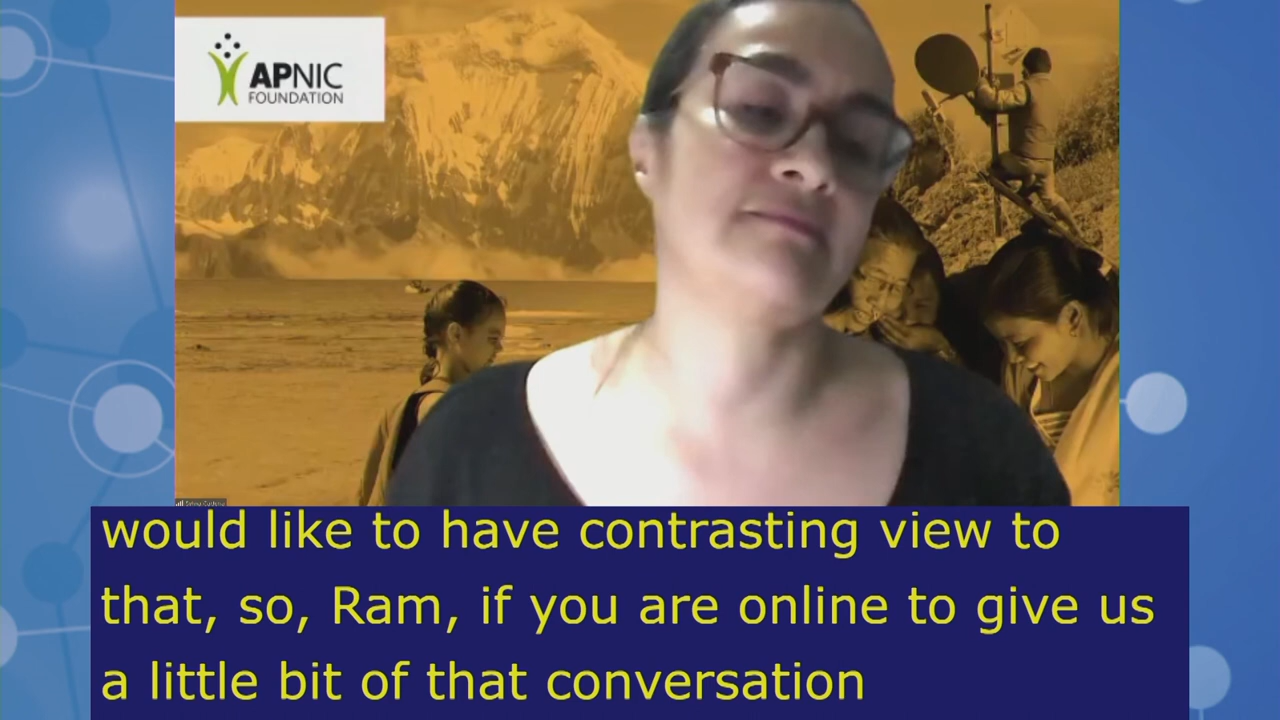 APNIC
FOUNDATION
would like to have contrasting view to
that, so, Ram, if you are online to give us
a little bit of that conversation